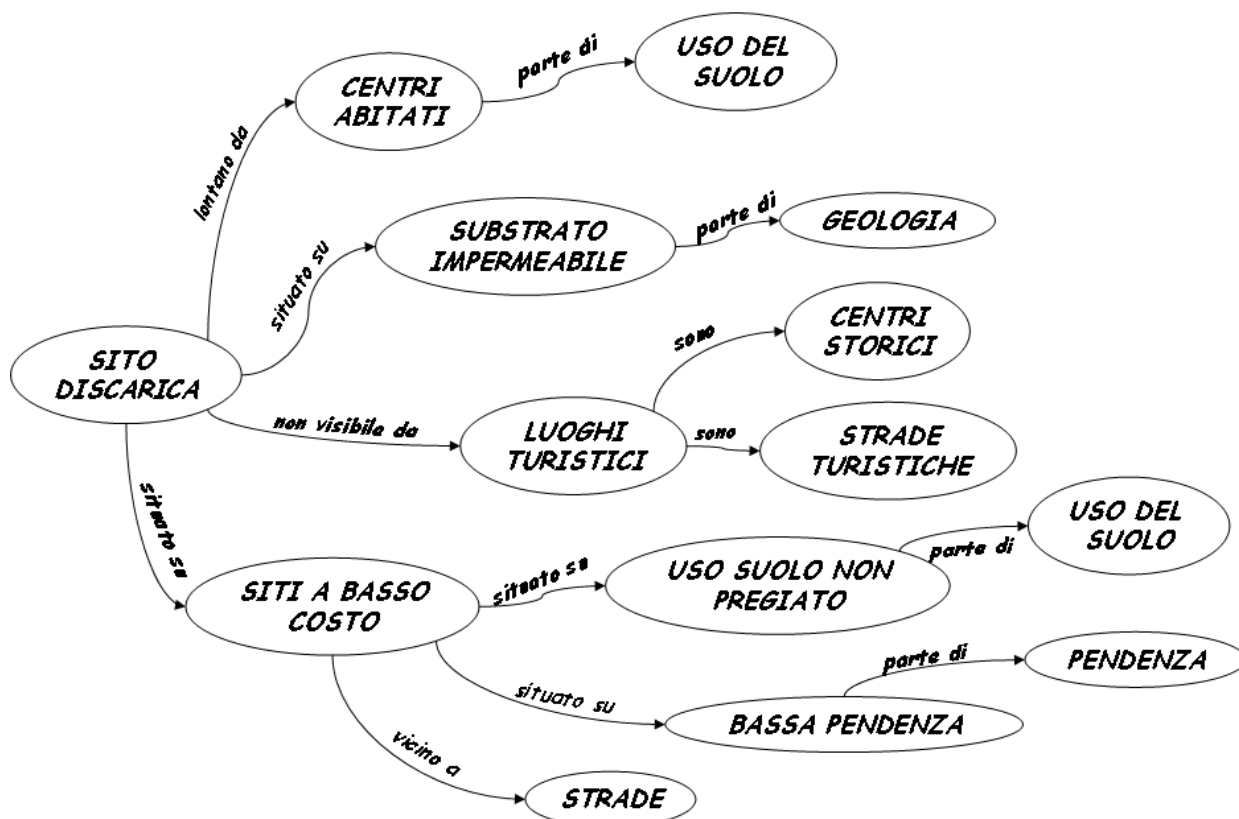 parte di
USO DEL
SUOLO
CENTRI
ABITATI
lontano da
parte di
GEOLOGIA
SUBSTRATO
IMPERMEABILE
situato su
CENTRI
STORICI
sono
SITO
DISCARICA
non visibila da
LUOGHI
TURISTICI
sono
STRADE
TURISTICHE
situato su
USO DEL
SUOLO
parte di
USO SUOLO NON
PREGIATO
situato su
SITI A BASSO
COSTO
parte di
PENDENZA
situato su
BASSA PENDENZA
vicino a
STRADE